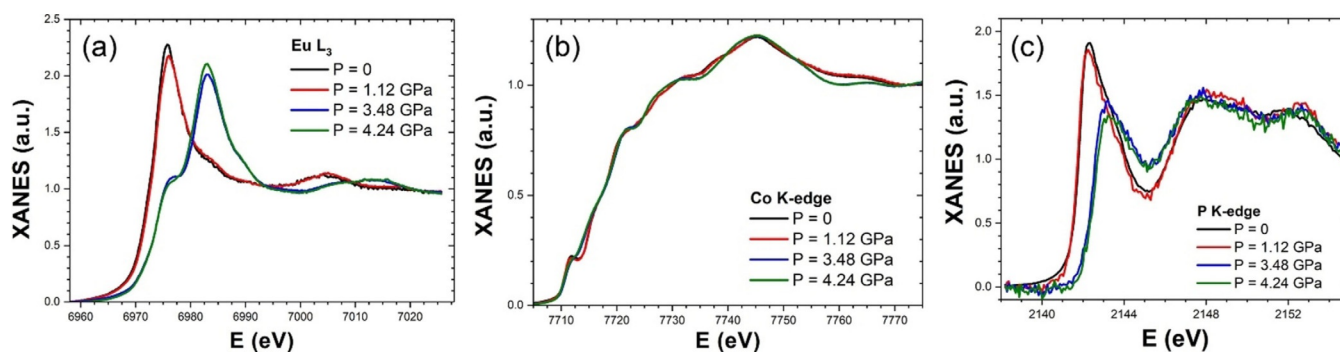 (a)
Eu L3
P = 0
P = 1.12 GPa
P = 3.48 GPa
P = 4.24 GPa
XANES (a.u.)
2.5
2.0
1.5
1.0
0.5
0.0
6960 6970 6980 6990 7000 7010 7020
E (eV)
(b)
Co K-edge
P = 0
P = 1.12 GPa
P = 3.48 GPa
P = 4.24 GPa
XANES (a.u.)
1.0
0.5
0.0
7710 7720 7730 7740 7750 7760 7770
E (eV)
(c)
P K-edge
P = 0
P = 1.12 GPa
P = 3.48 GPa
P = 4.24 GPa
XANES (a.u.)
2.0
1.5
1.0
0.5
0.0
2140 2144 2148 2152
E (eV)